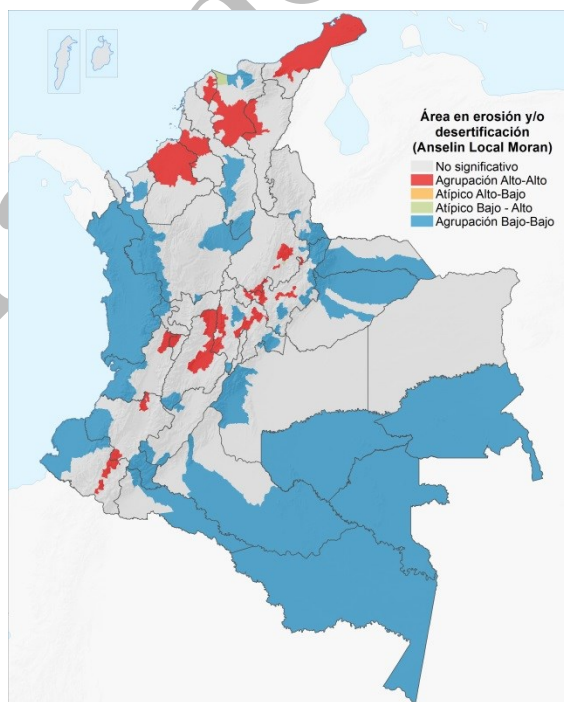 Área en erosión y/o
desertificación
(Anselin Local Moran)
No significativo
Agrupación Alto-Alto
Atípico Alto-Bajo
Atípico Bajo - Alto
Agrupación Bajo-Bajo